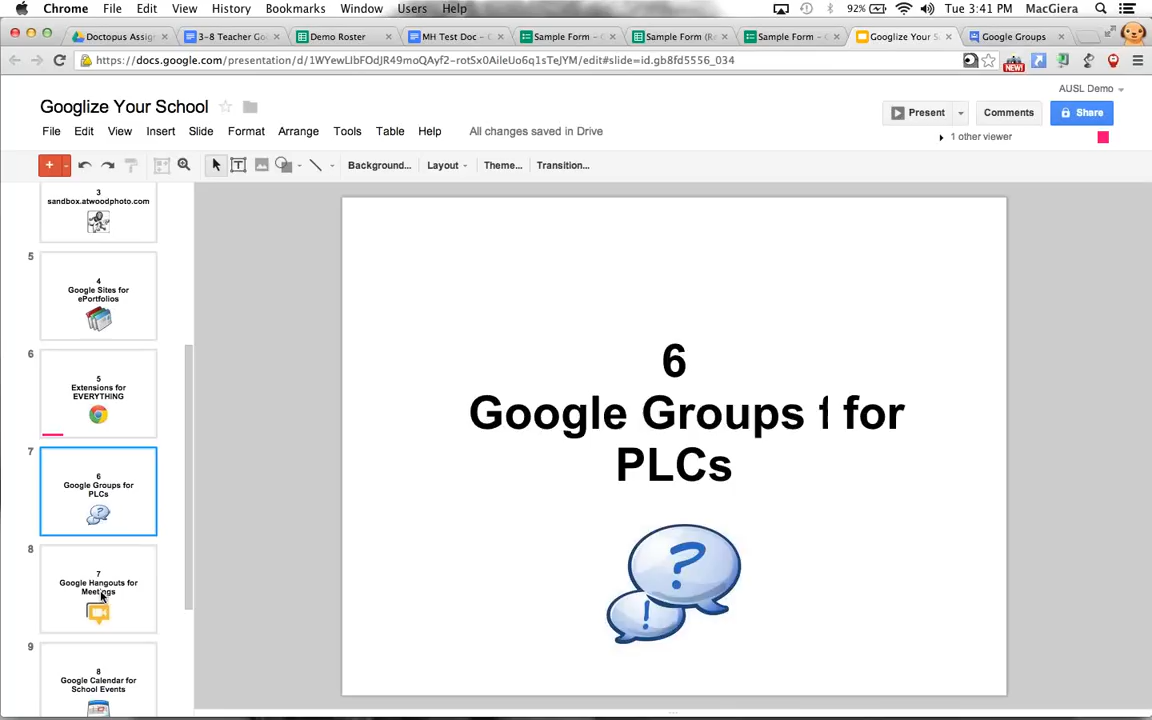 Chrome File Edit View History Bookmarks Window Users Help 92% Tue 3:41 PM MacGiera
Doctopus Assig 3-8 Teacher Go Demo Roster MH Test Doc - Sample Form - Sample Form (R Sample Form - Googlize Your S Google Groups
https://docs.google.com/presentation/d/1WYewLIbFOdJR49moQAyf2-rotSx0AileUo6q1sTeJYM/edit#slide=id.gb8fd5556_034
NEW!
AUSL Demo
Googlize Your School
Present Comments Share
File Edit View Insert Slide Format Arrange Tools Table Help All changes saved in Drive
1 other viewer
Background... Layout Theme... Transition...
3
sandbox.atwoodphoto.com
5
4
Google Sites for
ePortfolios
6
5
Extensions for
EVERYTHING
7
6
Google Groups for
PLCs
8
7
Google Hangouts for
Meetings
9
8
Google Calendar for
School Events
6
Google Groups f for
PLCs
?
!